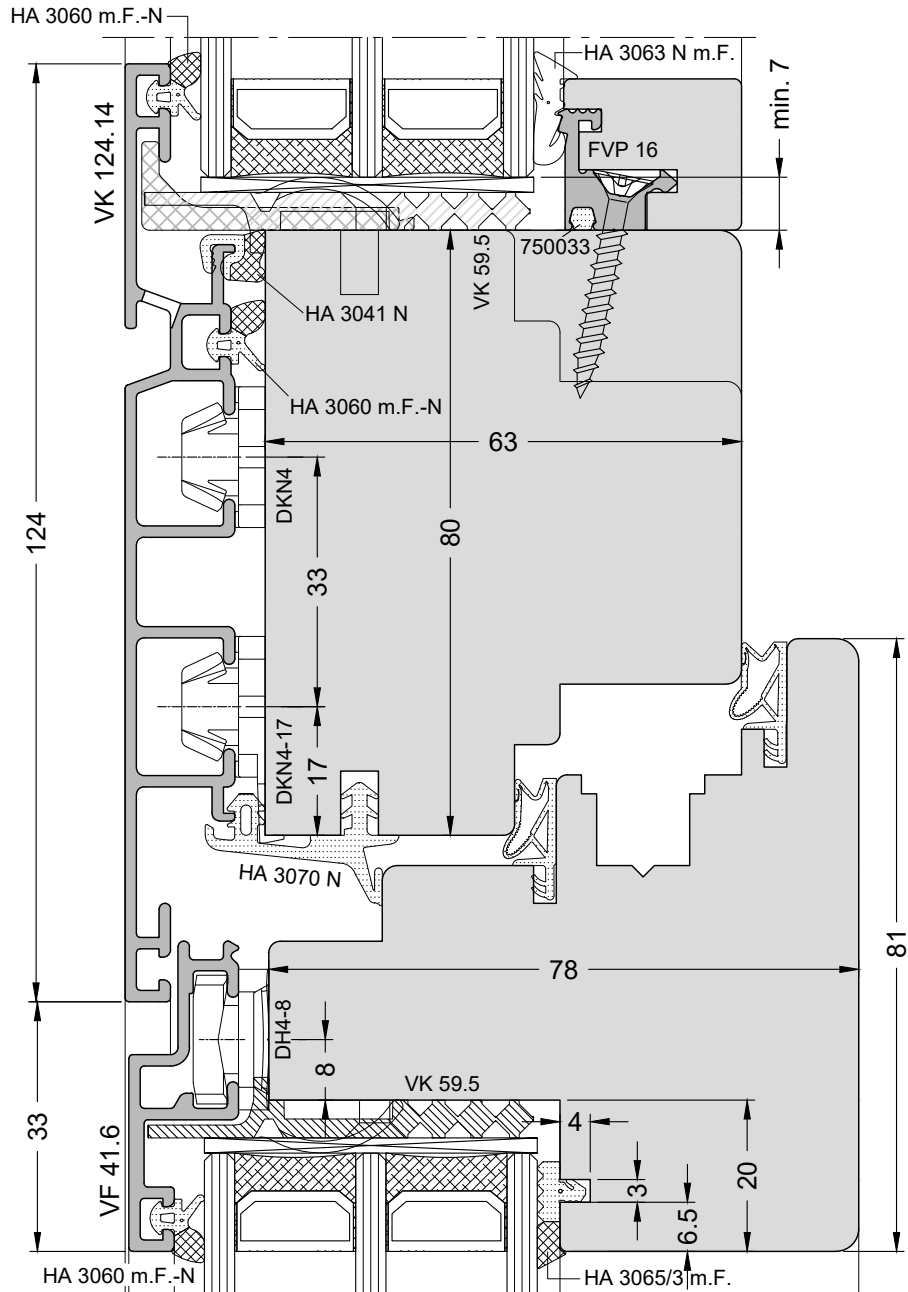 HA 3060 m.F.-N
HA 3063 N m.F.
min. 7
VK 124.14
FVP 16
750033
VK 59.5
HA 3041 N
HA 3060 m.F.-N
63
DKN4
124
80
33
DKN4-17
17
HA 3070 N
81
78
DH4-8
8
VK 59.5
33
VF 41.6
4
3
20
6.5
HA 3060 m.F.-N
HA 3065/3 m.F.